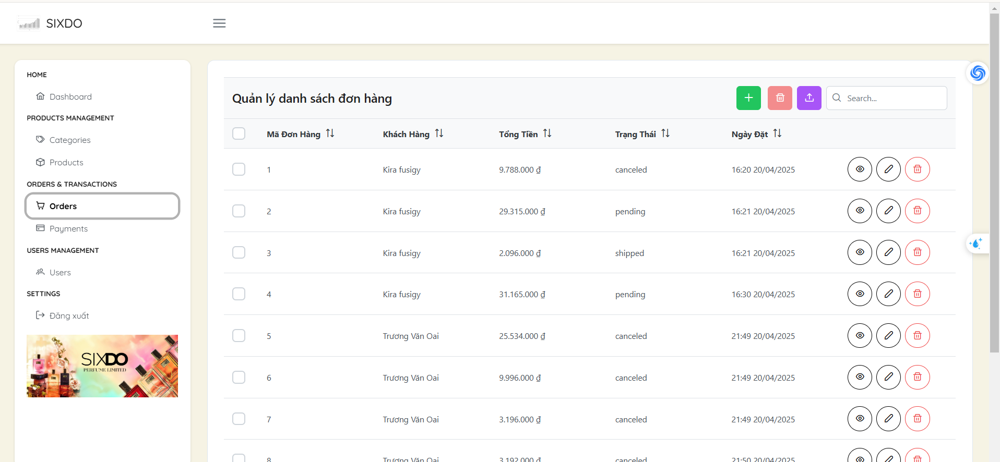 SIXDO
HOME
Dashboard
PRODUCTS MANAGEMENT
Categories
Products
ORDERS & TRANSACTIONS
Orders
Payments
USERS MANAGEMENT
Users
SETTINGS
Đăng xuất
SIXDO
PERFUME LIMITED
Quản lý danh sách đơn hàng
Search...
Mã Đơn Hàng Khách Hàng Tổng Tiền Trạng Thái Ngày Đặt
1 Kira fusigy 9.788.000 ₫ canceled 16:20 20/04/2025
2 Kira fusigy 29.315.000 ₫ pending 16:21 20/04/2025
3 Kira fusigy 2.096.000 ₫ shipped 16:21 20/04/2025
4 Kira fusigy 31.165.000 ₫ pending 16:30 20/04/2025
5 Trương Văn Oai 25.534.000 ₫ canceled 21:49 20/04/2025
6 Trương Văn Oai 9.996.000 ₫ canceled 21:49 20/04/2025
7 Trương Văn Oai 3.196.000 ₫ canceled 21:49 20/04/2025
8 Trương Văn Oai 3.192.000 ₫ canceled 21:50 20/04/2025